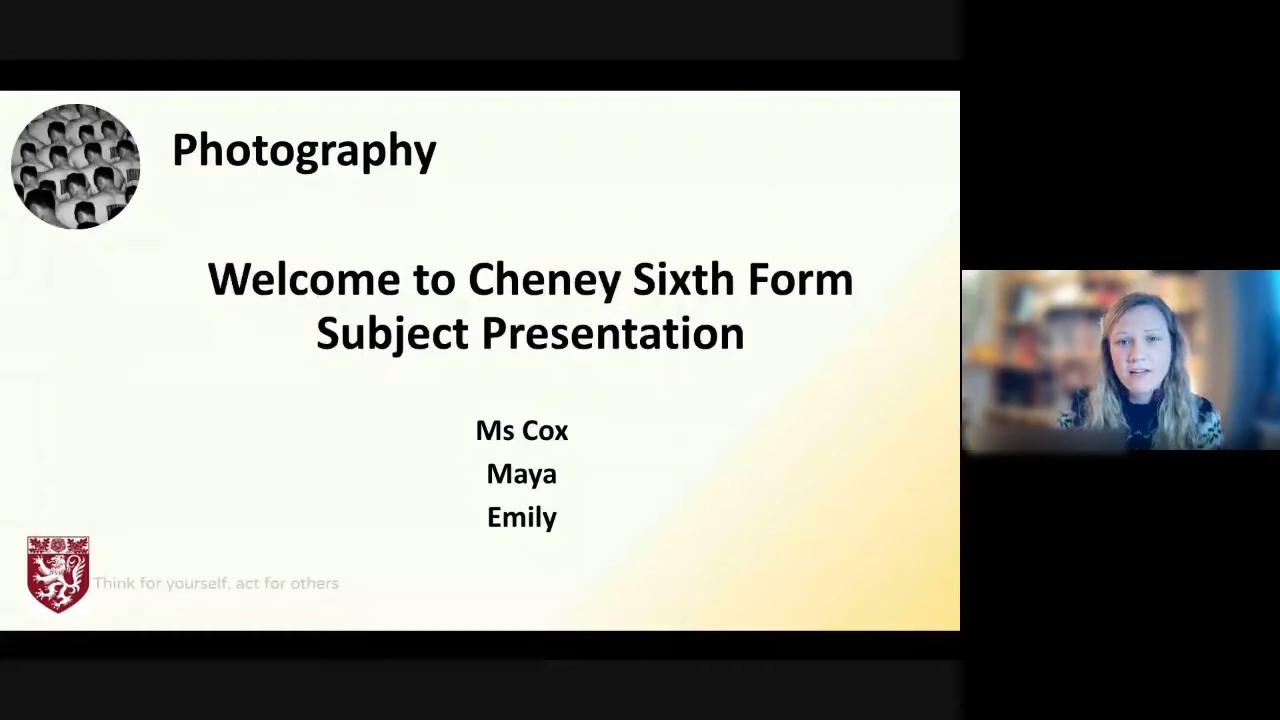 Photography
Welcome to Cheney Sixth Form
Subject Presentation
Ms Cox
Maya
Emily
Think for yourself, act for others